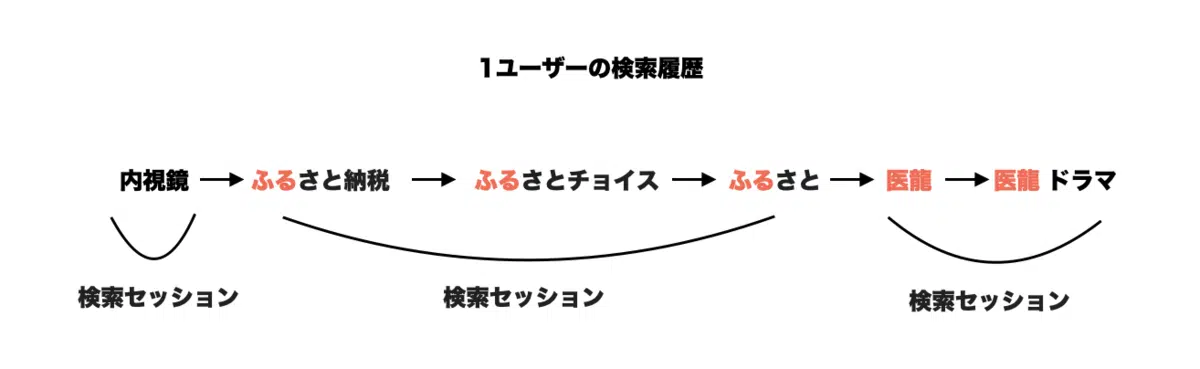 1ユーザーの検索履歴
内視鏡 → ふるさと納税 → ふるさとチョイス → ふるさと → 医龍 → 医龍 ドラマ
検索セッション 検索セッション 検索セッション